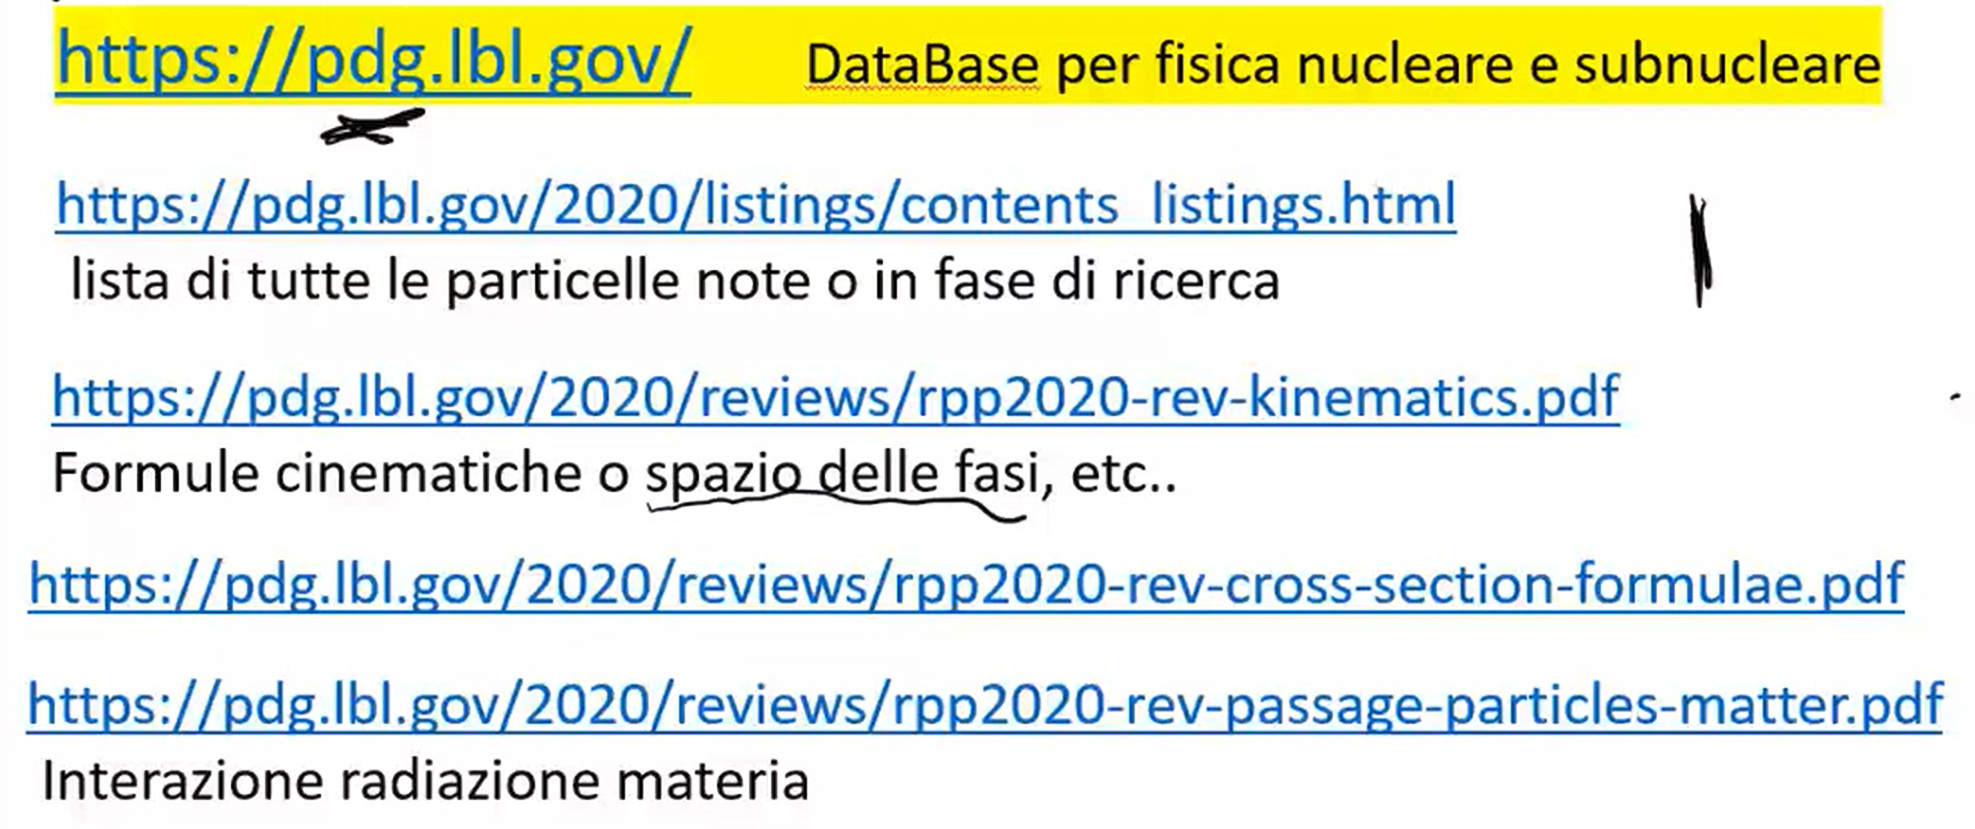 https://pdg.lbl.gov/ DataBase per fisica nucleare e subnucleare
https://pdg.lbl.gov/2020/listings/contents_listings.html
lista di tutte le particelle note o in fase di ricerca
https://pdg.lbl.gov/2020/reviews/rpp2020-rev-kinematics.pdf
Formule cinematiche o spazio delle fasi, etc..
https://pdg.lbl.gov/2020/reviews/rpp2020-rev-cross-section-formulae.pdf
https://pdg.lbl.gov/2020/reviews/rpp2020-rev-passage-particles-matter.pdf
Interazione radiazione materia